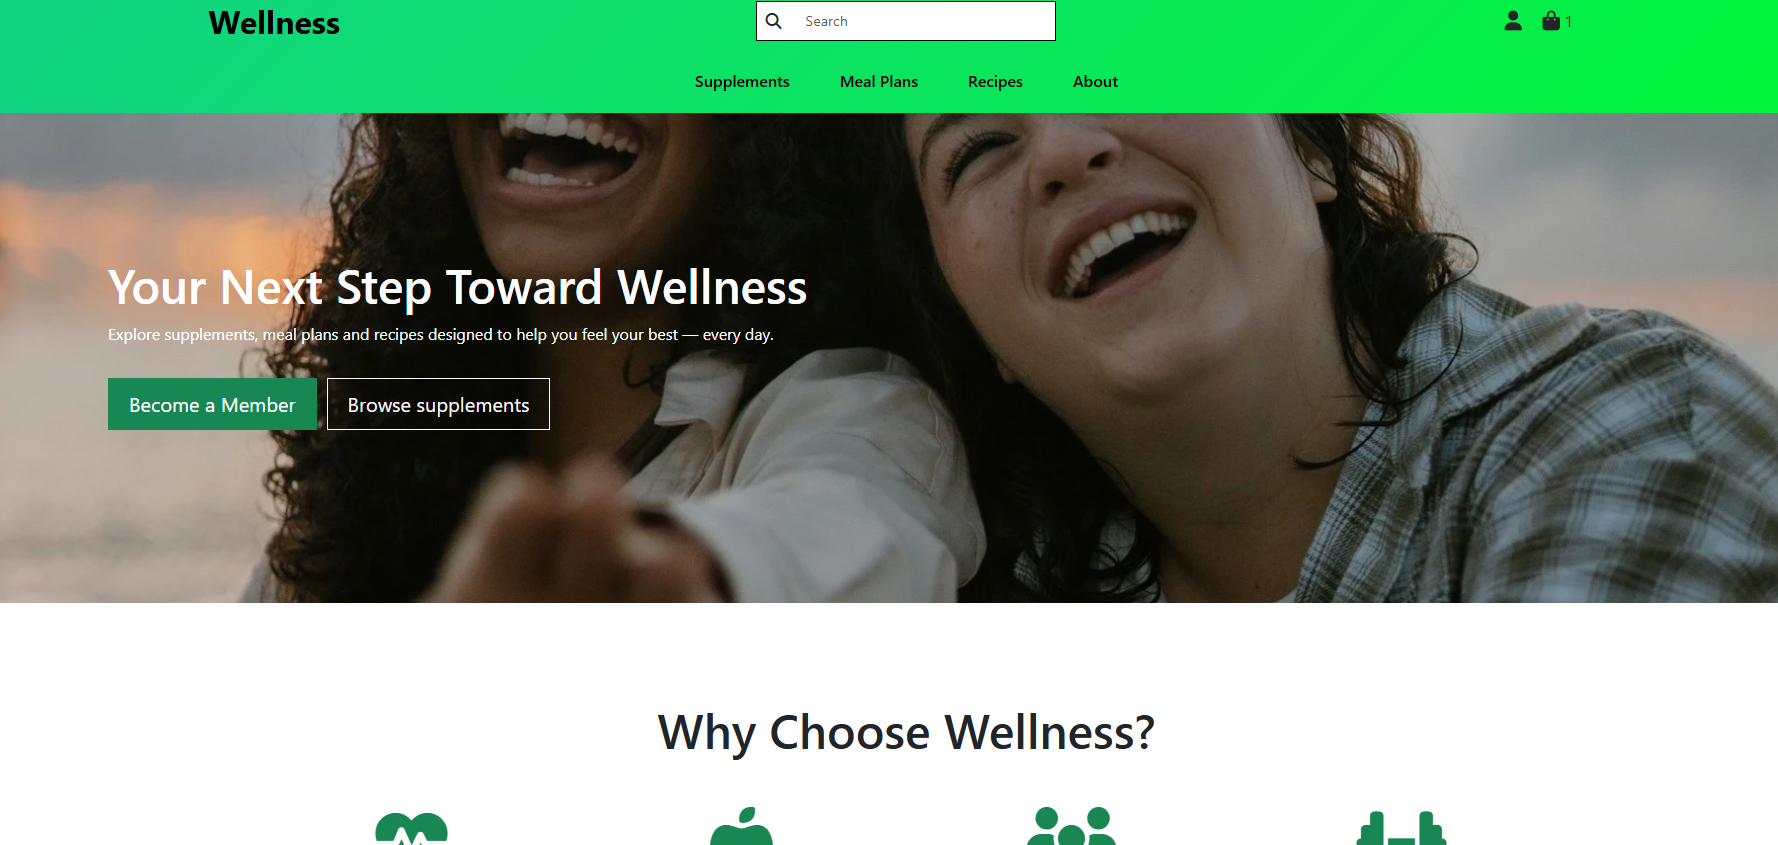 Wellness
Search
1
Supplements
Meal Plans
Recipes
About
Your Next Step Toward Wellness
Explore supplements, meal plans and recipes designed to help you feel your best — every day.
Become a Member
Browse supplements
Why Choose Wellness?